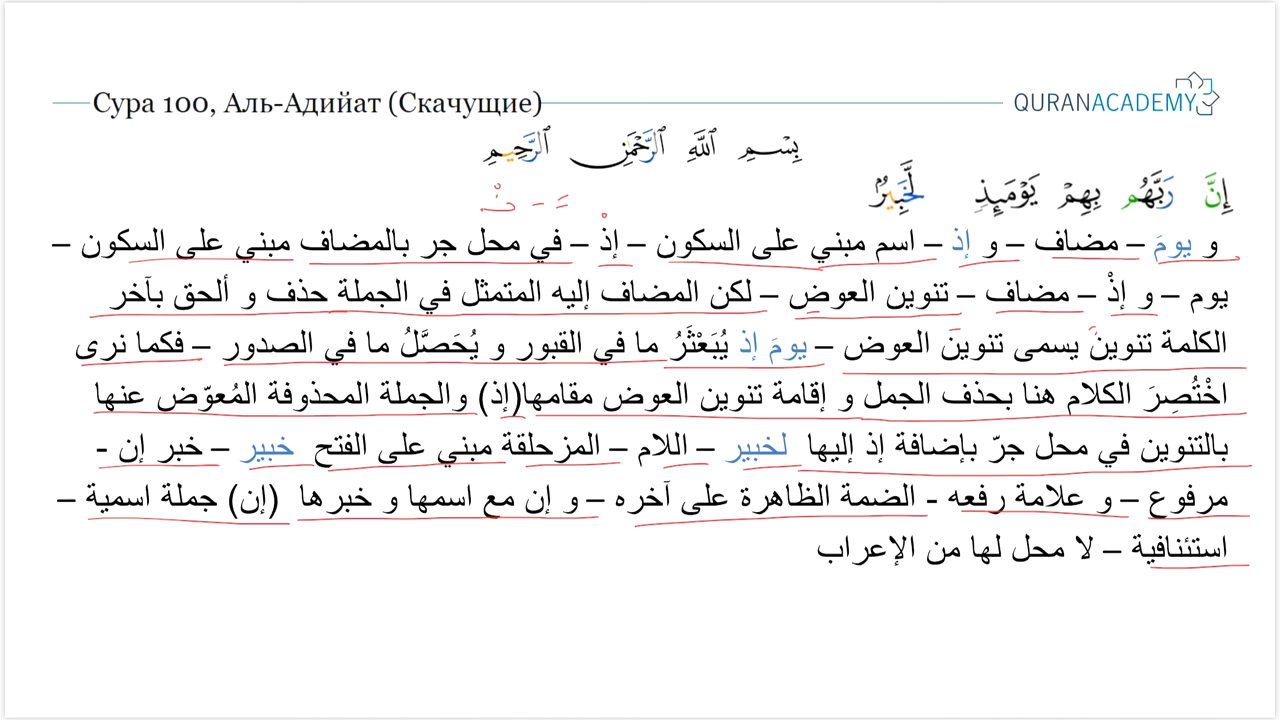 Сура 100, Аль-Адийат (Скачущие)
QURANACADEMY
بِسْمِ ٱللَّهِ ٱلرَّحْمَٰنِ ٱلرَّحِيمِ
إِنَّ رَبَّهُم بِهِمْ يَوْمَئِذٍ لَّخَبِيرٌۢ
و يومَ – مضاف – و إذ – اسم مبني على السكون – إذْ – في محل جر بالمضاف مبني على السكون –
يوم – و إذْ – مضاف – تنوين العوض – لكن المضاف إليه المتمثل في الجملة حذف و ألحق بآخر
الكلمة تنوينَ يسمى تنوينَ العوض – يومَ إذ يُبَعْثَرُ ما في القبور و يُحَصَّلُ ما في الصدور – فكما نرى
اخْتُصِرَ الكلام هنا بحذف الجمل و إقامة تنوين العوض مقامها(إذ) والجملة المحذوفة المُعوّض عنها
بالتنوين في محل جرّ بإضافة إذ إليها لخبير – اللام – المزحلقة مبني على الفتح خبير – خبر إن -
مرفوع – و علامة رفعه - الضمة الظاهرة على آخره – و إن مع اسمها و خبرها (إن) جملة اسمية –
استئنافية – لا محل لها من الإعراب